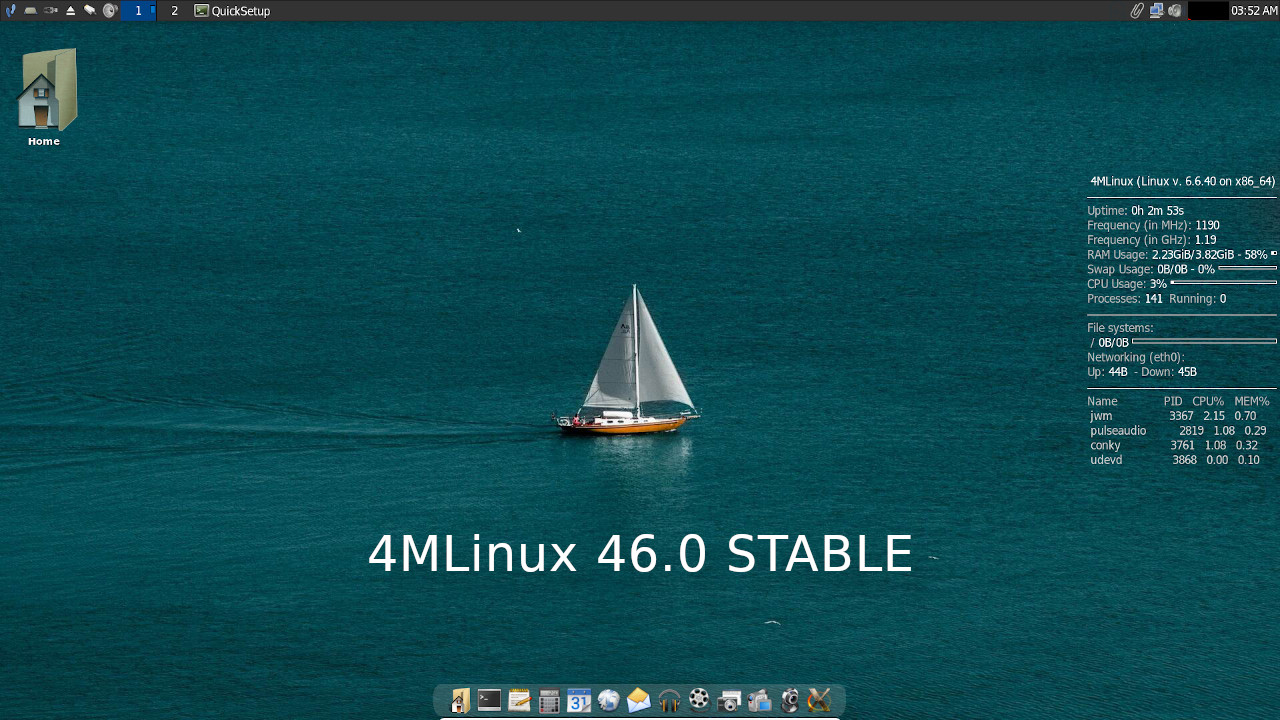 1 2 QuickSetup 03:52 AM
Home
4MLinux (Linux v. 6.6.40 on x86_64)
Uptime: 0h 2m 53s
Frequency (in MHz): 1190
Frequency (in GHz): 1.19
RAM Usage: 2.23GiB/3.82GiB - 58%
Swap Usage: 0B/0B - 0%
CPU Usage: 3%
Processes: 141 Running: 0
File systems:
/ 0B/0B
Networking (eth0):
Up: 44B - Down: 45B
Name PID CPU% MEM%
jwm 3367 2.15 0.70
pulseaudio 2819 1.08 0.29
conky 3761 1.08 0.32
udevd 3868 0.00 0.10
4MLinux 46.0 STABLE
31